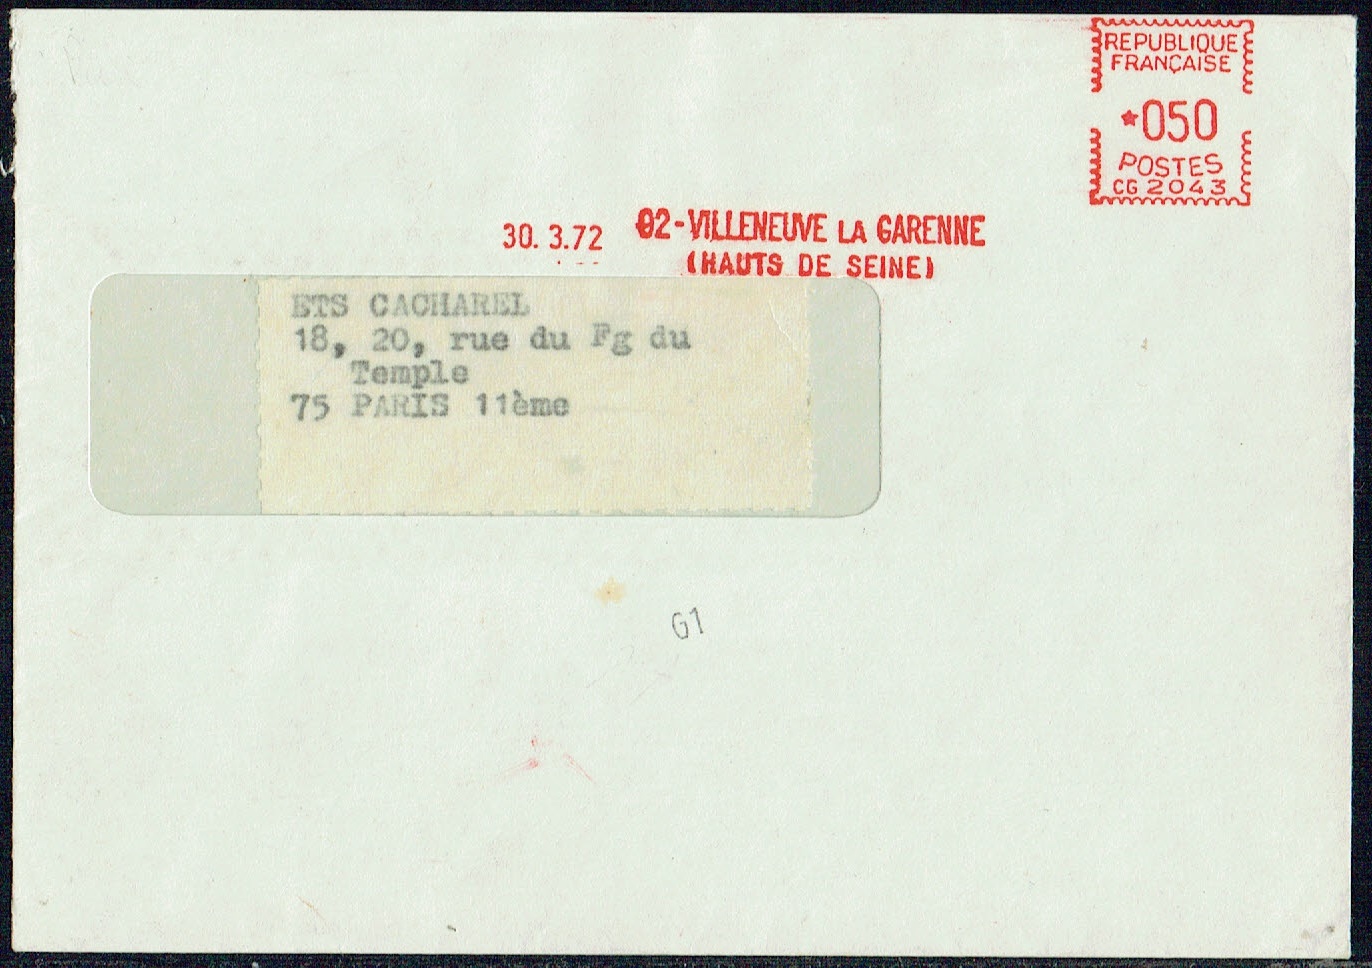 REPUBLIQUE
FRANÇAISE
*050
POSTES
CG 2043
30. 3.72 92-VILLENEUVE LA GARENNE
(HAUTS DE SEINE)
ETS CACHAREL
18, 20, rue du Fg du
Temple
75 PARIS 11ème
G1